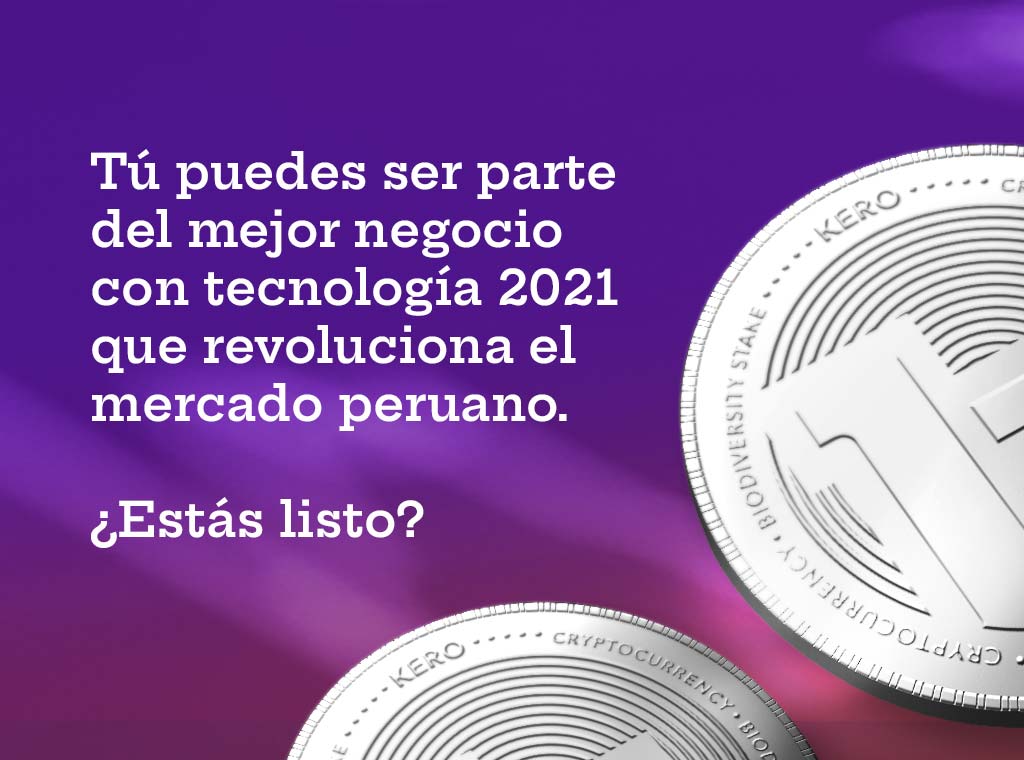 Tú puedes ser parte
del mejor negocio
con tecnología 2021
que revoluciona el
mercado peruano.
¿Estás listo?
KERO
BIODIVERSITY STAKE
CRYPTOCURRENCY
KERO
CRYPTOCURRENCY